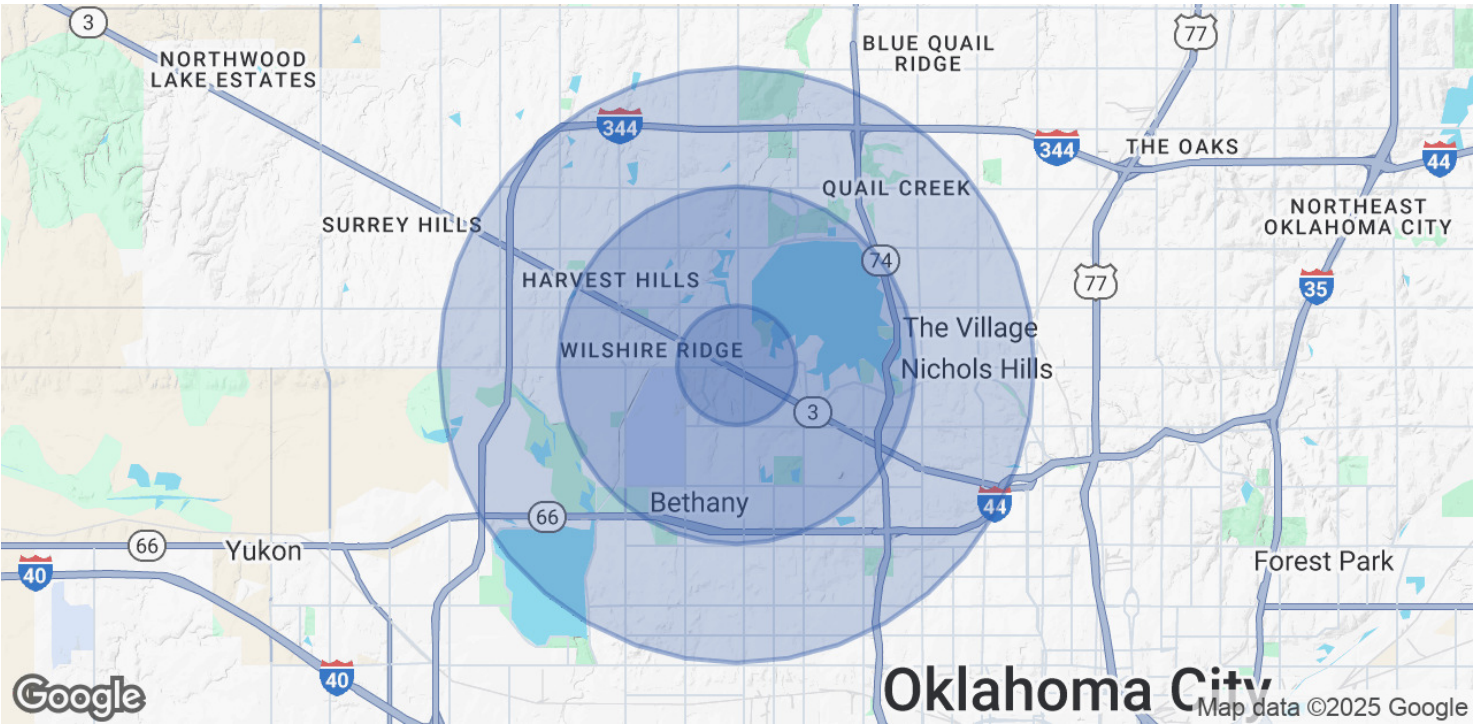 3
77
BLUE QUAIL
RIDGE
NORTHWOOD
LAKE ESTATES
344
344
THE OAKS
44
QUAIL CREEK
NORTHEAST
OKLAHOMA CITY
SURREY HILLS
74
HARVEST HILLS
77
35
The Village
WILSHIRE RIDGE
Nichols Hills
3
Bethany
44
66
66
Yukon
Forest Park
40
40
Oklahoma City
Google
Map data ©2025 Google